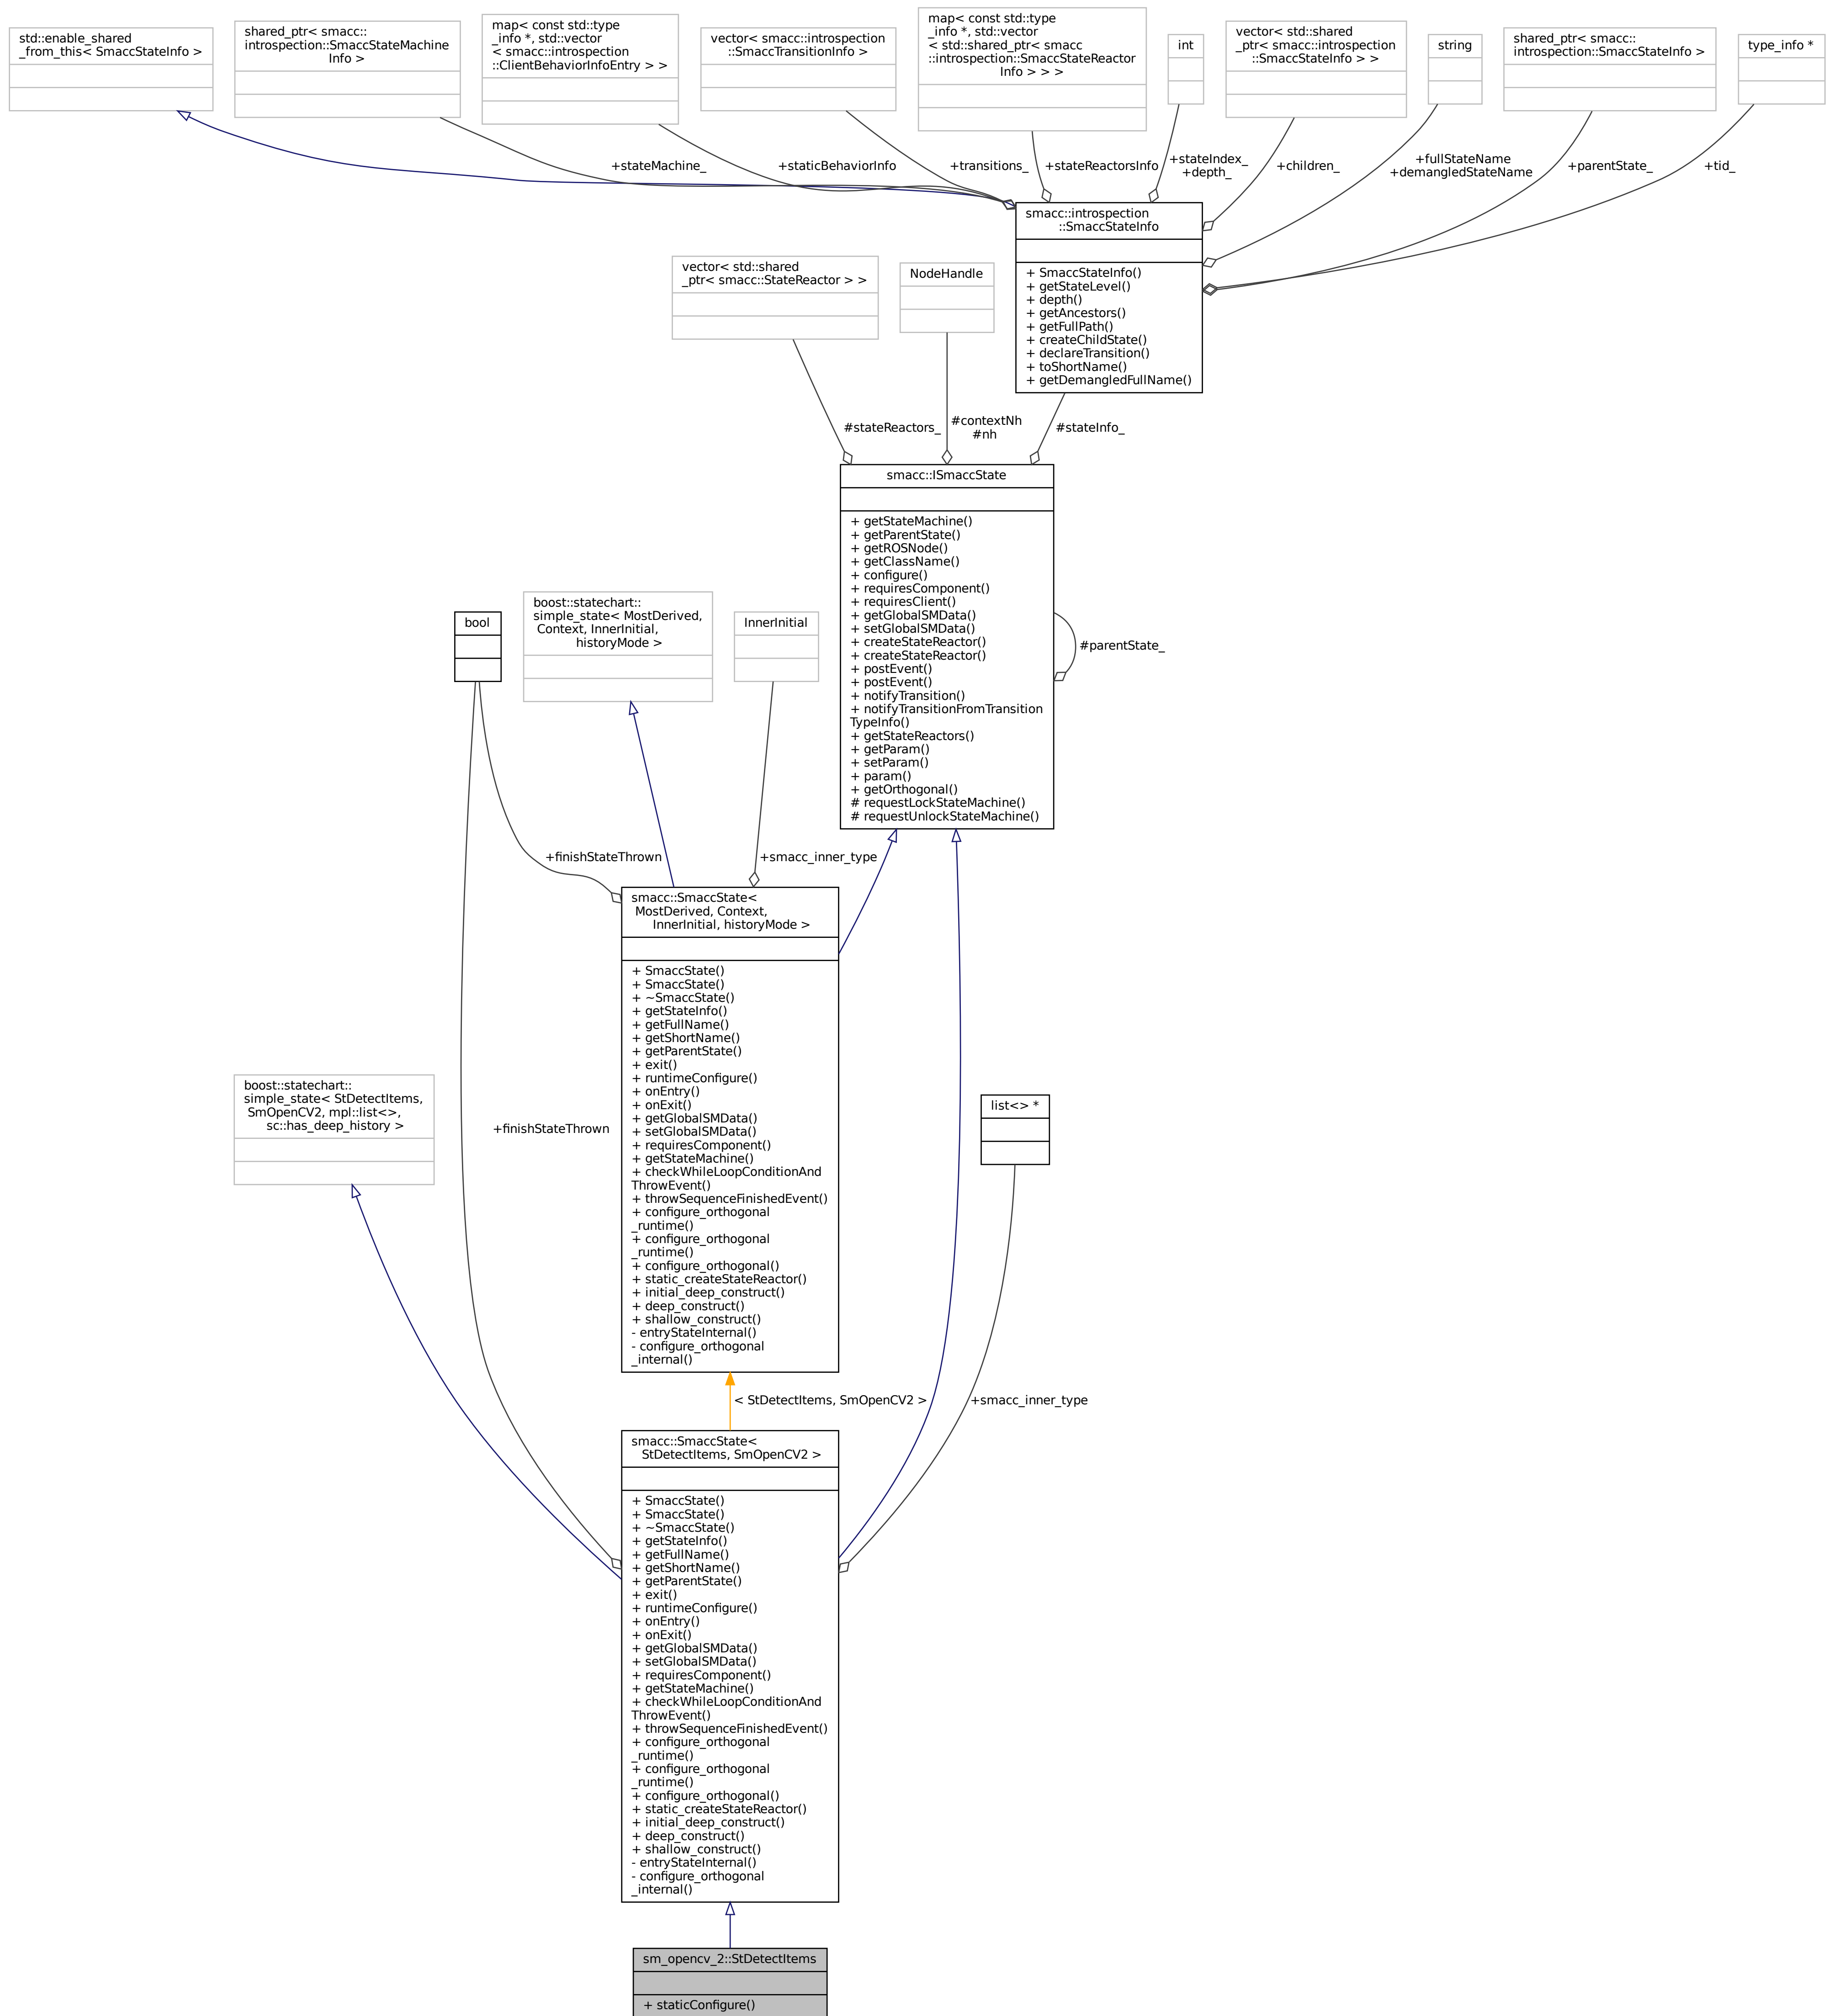 std::enable_shared
_from_this< SmaccStateInfo >
shared_ptr< smacc::
introspection::SmaccStateMachine
Info >
map< const std::type
_info *, std::vector
< smacc::introspection
::ClientBehaviorInfoEntry > >
vector< smacc::introspection
::SmaccTransitionInfo >
map< const std::type
_info *, std::vector
< std::shared_ptr< smacc
::introspection::SmaccStateReactor
Info > > >
int
vector< std::shared
_ptr< smacc::introspection
::SmaccStateInfo > >
string
shared_ptr< smacc::
introspection::SmaccStateInfo >
type_info *
+stateMachine_
+staticBehaviorInfo
+transitions_
+stateReactorsInfo
+stateIndex_
+depth_
+children_
+fullStateName
+demangledStateName
+parentState_
+tid_
smacc::introspection
::SmaccStateInfo
+ SmaccStateInfo()
+ getStateLevel()
+ depth()
+ getAncestors()
+ getFullPath()
+ createChildState()
+ declareTransition()
+ toShortName()
+ getDemangledFullName()
vector< std::shared
_ptr< smacc::StateReactor > >
NodeHandle
#stateReactors_
#contextNh
#nh
#stateInfo_
smacc::ISmaccState
+ getStateMachine()
+ getParentState()
+ getROSNode()
+ getClassName()
+ configure()
+ requiresComponent()
+ requiresClient()
+ getGlobalSMData()
+ setGlobalSMData()
+ createStateReactor()
+ createStateReactor()
+ postEvent()
+ postEvent()
+ notifyTransition()
+ notifyTransitionFromTransition
TypeInfo()
+ getStateReactors()
+ getParam()
+ setParam()
+ param()
+ getOrthogonal()
# requestLockStateMachine()
# requestUnlockStateMachine()
#parentState_
bool
boost::statechart::
simple_state< MostDerived,
Context, InnerInitial,
historyMode >
InnerInitial
+finishStateThrown
+smacc_inner_type
smacc::SmaccState<
MostDerived, Context,
InnerInitial, historyMode >
+ SmaccState()
+ SmaccState()
+ ~SmaccState()
+ getStateInfo()
+ getFullName()
+ getShortName()
+ getParentState()
+ exit()
+ runtimeConfigure()
+ onEntry()
+ onExit()
+ getGlobalSMData()
+ setGlobalSMData()
+ requiresComponent()
+ getStateMachine()
+ checkWhileLoopConditionAnd
ThrowEvent()
+ throwSequenceFinishedEvent()
+ configure_orthogonal
_runtime()
+ configure_orthogonal
_runtime()
+ configure_orthogonal()
+ static_createStateReactor()
+ initial_deep_construct()
+ deep_construct()
+ shallow_construct()
- entryStateInternal()
- configure_orthogonal
_internal()
boost::statechart::
simple_state< StDetectItems,
SmOpenCV2, mpl::list<>,
sc::has_deep_history >
+finishStateThrown
list<> *
< StDetectItems, SmOpenCV2 >
+smacc_inner_type
smacc::SmaccState<
StDetectItems, SmOpenCV2 >
+ SmaccState()
+ SmaccState()
+ ~SmaccState()
+ getStateInfo()
+ getFullName()
+ getShortName()
+ getParentState()
+ exit()
+ runtimeConfigure()
+ onEntry()
+ onExit()
+ getGlobalSMData()
+ setGlobalSMData()
+ requiresComponent()
+ getStateMachine()
+ checkWhileLoopConditionAnd
ThrowEvent()
+ throwSequenceFinishedEvent()
+ configure_orthogonal
_runtime()
+ configure_orthogonal
_runtime()
+ configure_orthogonal()
+ static_createStateReactor()
+ initial_deep_construct()
+ deep_construct()
+ shallow_construct()
- entryStateInternal()
- configure_orthogonal
_internal()
sm_opencv_2::StDetectItems
+ staticConfigure()